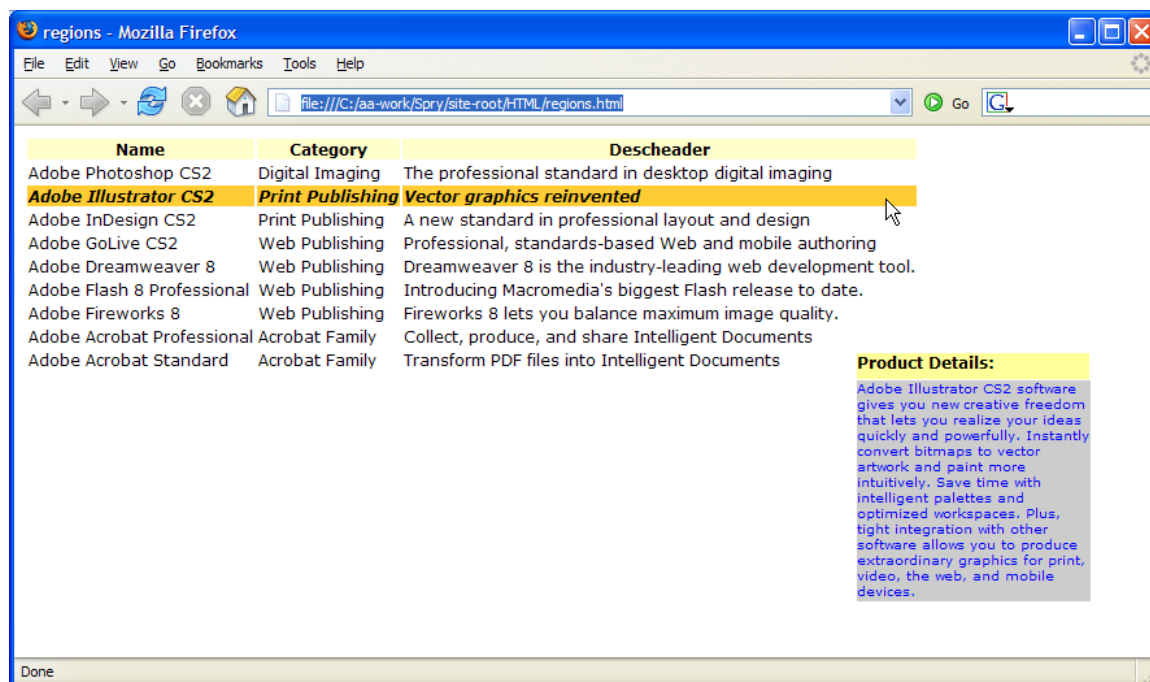 regions - Mozilla Firefox
File Edit View Go Bookmarks Tools Help
file:///C:/aa-work/Spry/site-root/HTML/regions.html Go G
Name Category Descheader
Adobe Photoshop CS2 Digital Imaging The professional standard in desktop digital imaging
Adobe Illustrator CS2 Print Publishing Vector graphics reinvented
Adobe InDesign CS2 Print Publishing A new standard in professional layout and design
Adobe GoLive CS2 Web Publishing Professional, standards-based Web and mobile authoring
Adobe Dreamweaver 8 Web Publishing Dreamweaver 8 is the industry-leading web development tool.
Adobe Flash 8 Professional Web Publishing Introducing Macromedia's biggest Flash release to date.
Adobe Fireworks 8 Web Publishing Fireworks 8 lets you balance maximum image quality.
Adobe Acrobat Professional Acrobat Family Collect, produce, and share Intelligent Documents
Adobe Acrobat Standard Acrobat Family Transform PDF files into Intelligent Documents
Product Details:
Adobe Illustrator CS2 software
gives you new creative freedom
that lets you realize your ideas
quickly and powerfully. Instantly
convert bitmaps to vector
artwork and paint more
intuitively. Save time with
intelligent palettes and
optimized workspaces. Plus,
tight integration with other
software allows you to produce
extraordinary graphics for print,
video, the web, and mobile
devices.
Done